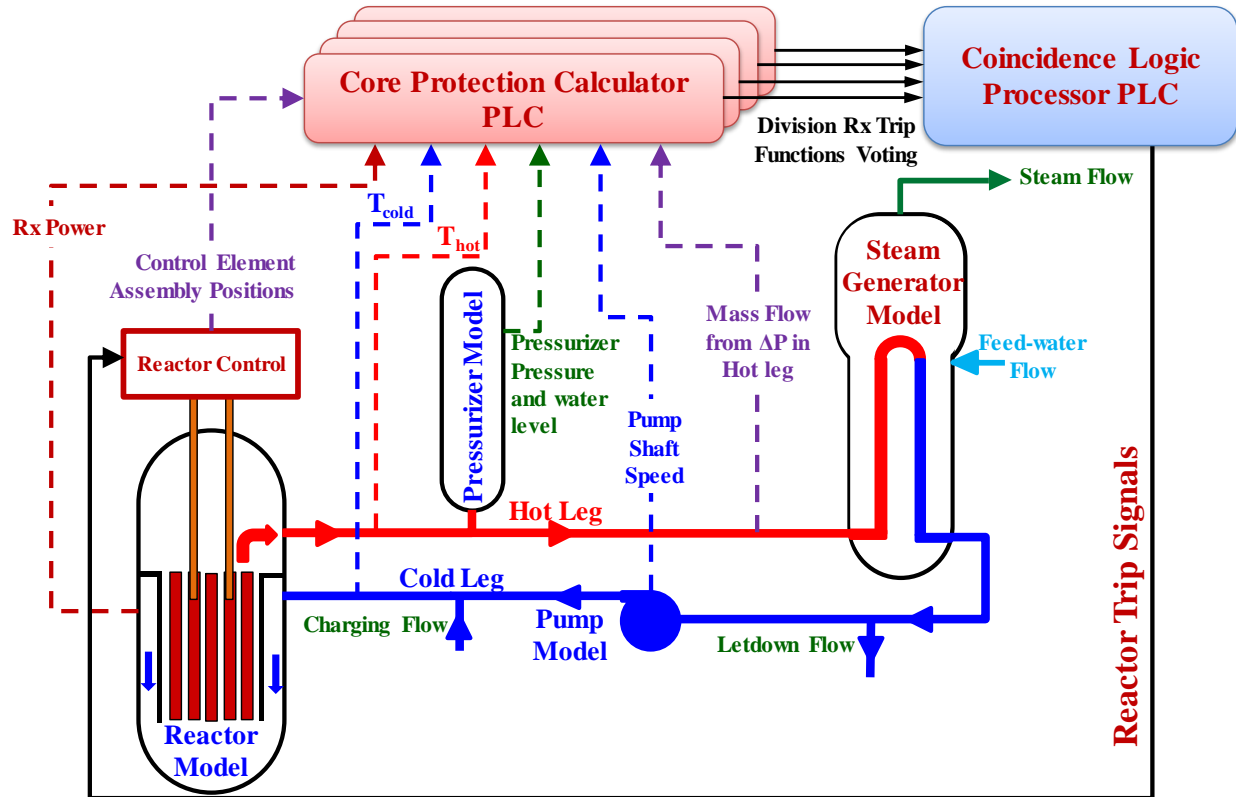 Core Protection Calculator
PLC
Coincidence Logic
Processor PLC
Division Rx Trip
Functions Voting
Steam Flow
T_cold
Rx Power
T_hot
Control Element
Assembly Positions
Steam
Generator
Model
Mass Flow
from ΔP in
Hot leg
Feed-water
Flow
Reactor Control
Pressurizer Model
Pressurizer
Pressure
and water
level
Pump
Shaft
Speed
Hot Leg
Cold Leg
Charging Flow
Pump
Model
Letdown Flow
Reactor
Model
Reactor Trip Signals